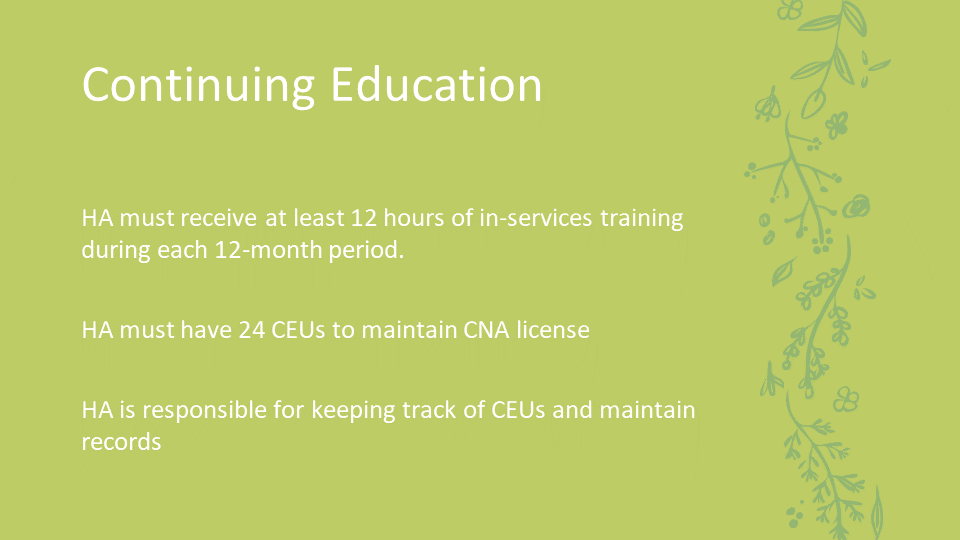 Continuing Education
HA must receive at least 12 hours of in-services training
during each 12-month period.
HA must have 24 CEUs to maintain CNA license
HA is responsible for keeping track of CEUs and maintain
records